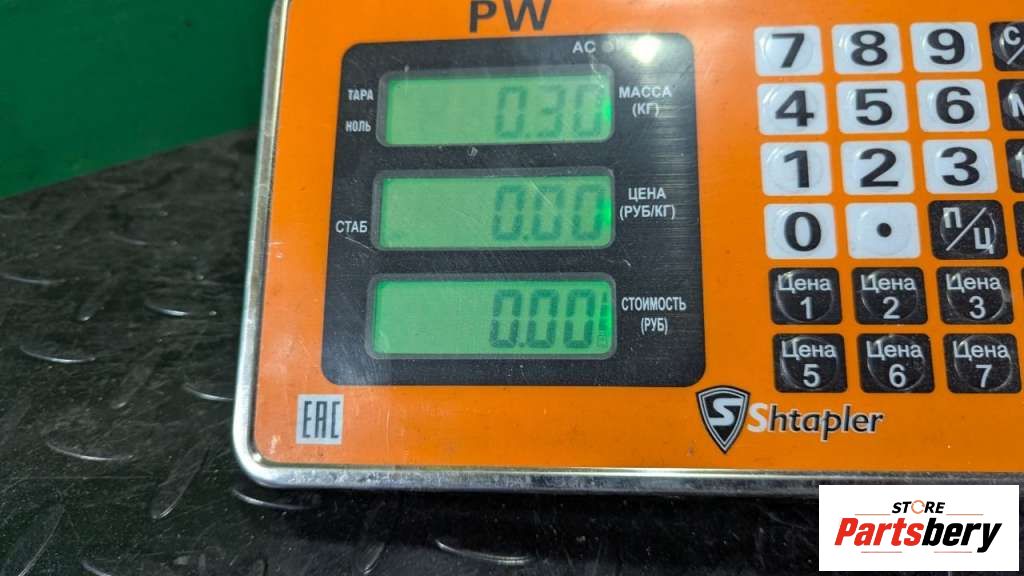 PW
AC
ТАРА
НОЛЬ
0.30
МАССА
(КГ)
СТАБ
0.00
ЦЕНА
(РУБ/КГ)
0.00
СТОИМОСТЬ
(РУБ)
7 8 9
4 5 6
1 2 3
0 . П/Ц
Цена 1 Цена 2 Цена 3
Цена 5 Цена 6 Цена 7
EAC
S Shtapler
STORE
Partsbery